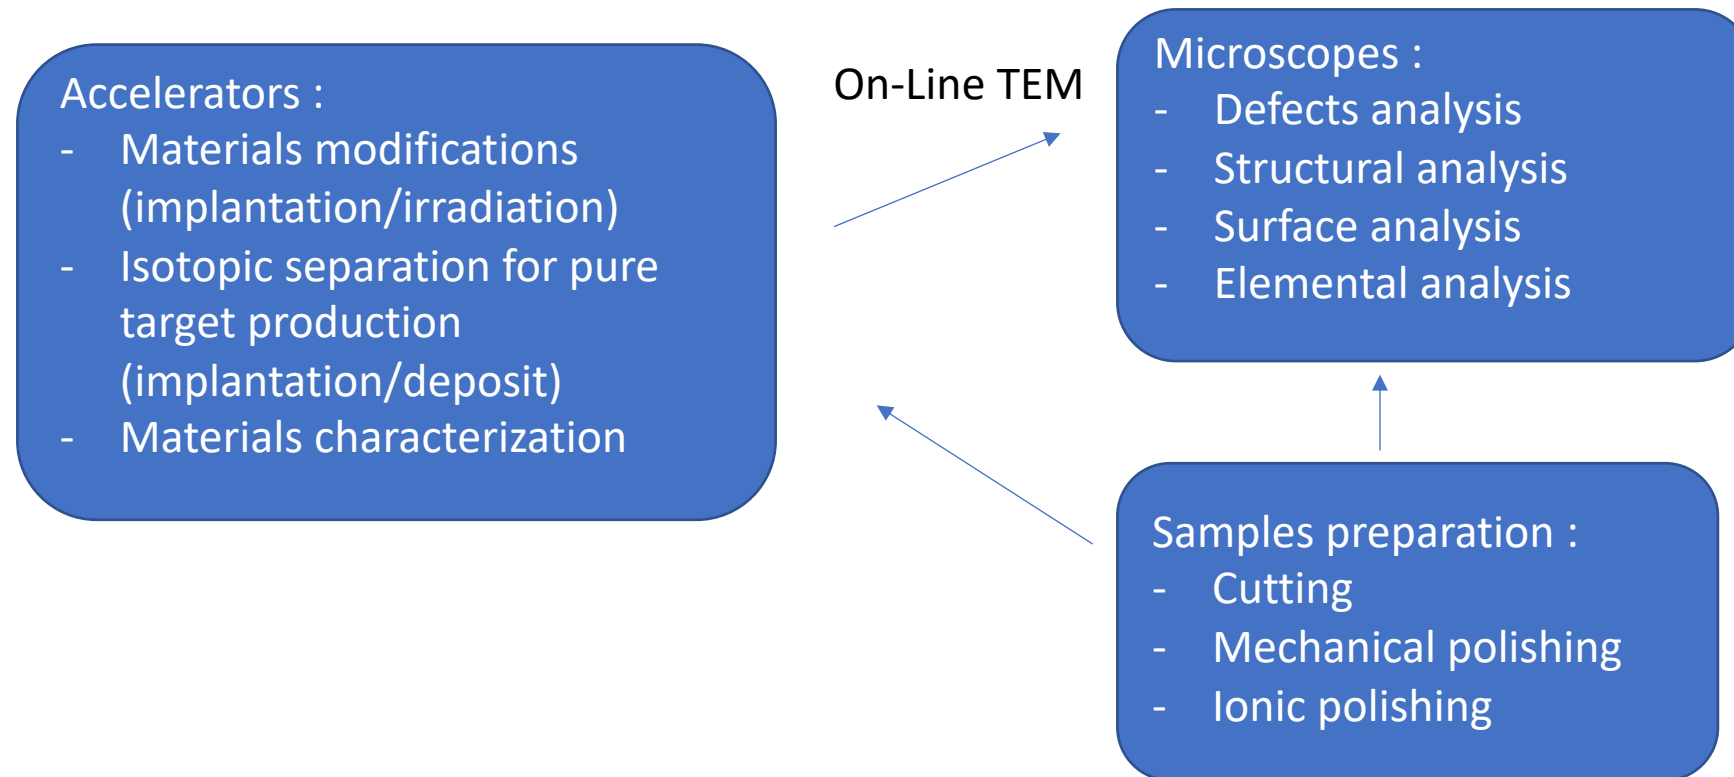 Accelerators :
- Materials modifications
(implantation/irradiation)
- Isotopic separation for pure
target production
(implantation/deposit)
- Materials characterization
On-Line TEM
Microscopes :
- Defects analysis
- Structural analysis
- Surface analysis
- Elemental analysis
Samples preparation :
- Cutting
- Mechanical polishing
- Ionic polishing